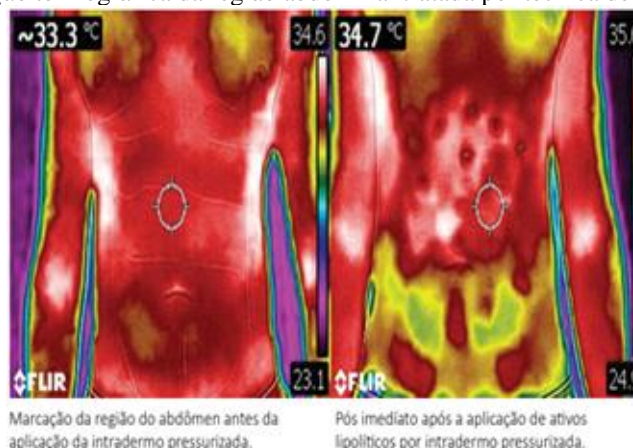 ~33.3 °C
34.6
34.7 °C
FLIR
23.1
FLIR
24.
Marcação da região do abdômen antes da
aplicação da intradermo pressurizada.
Pós imediato após a aplicação de ativos
lipolíticos por intradermo pressurizada.